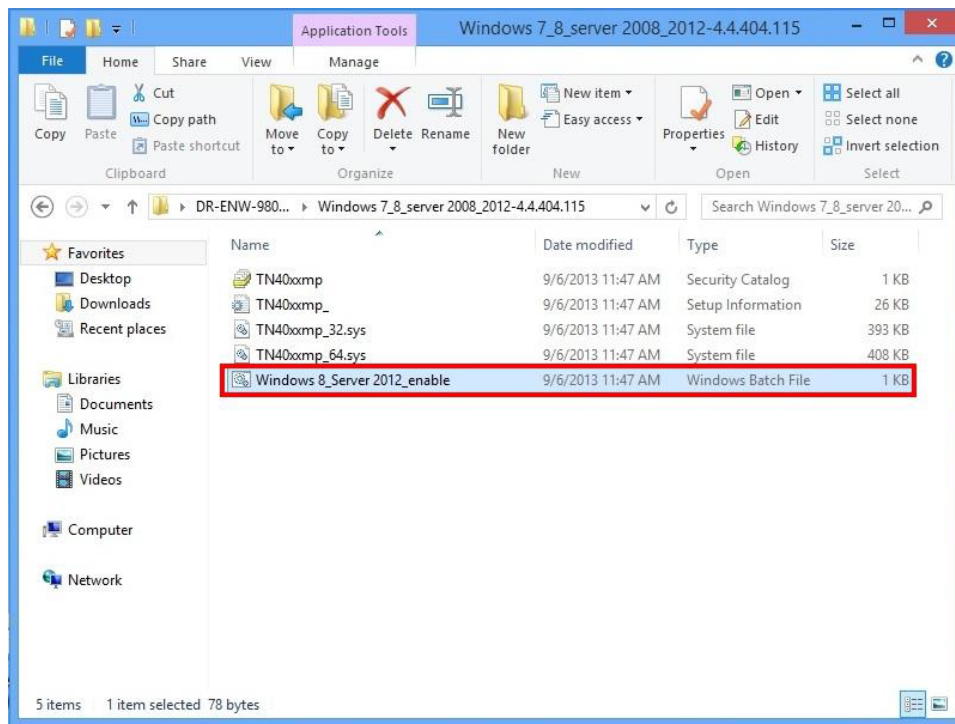 Application Tools
Windows 7_8_server 2008_2012-4.4.404.115
File Home Share View Manage
Copy
Paste
Cut
Copy path
Paste shortcut
Clipboard
Move to
Copy to
Delete
Rename
Organize
New folder
New item
Easy access
New
Properties
Open
Edit
History
Open
Select all
Select none
Invert selection
Select
DR-ENW-980... Windows 7_8_server 2008_2012-4.4.404.115
Search Windows 7_8_server 20...
Favorites
Desktop
Downloads
Recent places
Libraries
Documents
Music
Pictures
Videos
Computer
Network
Name Date modified Type Size
TN40xxmp 9/6/2013 11:47 AM Security Catalog 1 KB
TN40xxmp_ 9/6/2013 11:47 AM Setup Information 26 KB
TN40xxmp_32.sys 9/6/2013 11:47 AM System file 393 KB
TN40xxmp_64.sys 9/6/2013 11:47 AM System file 408 KB
Windows 8_Server 2012_enable 9/6/2013 11:47 AM Windows Batch File 1 KB
5 items 1 item selected 78 bytes